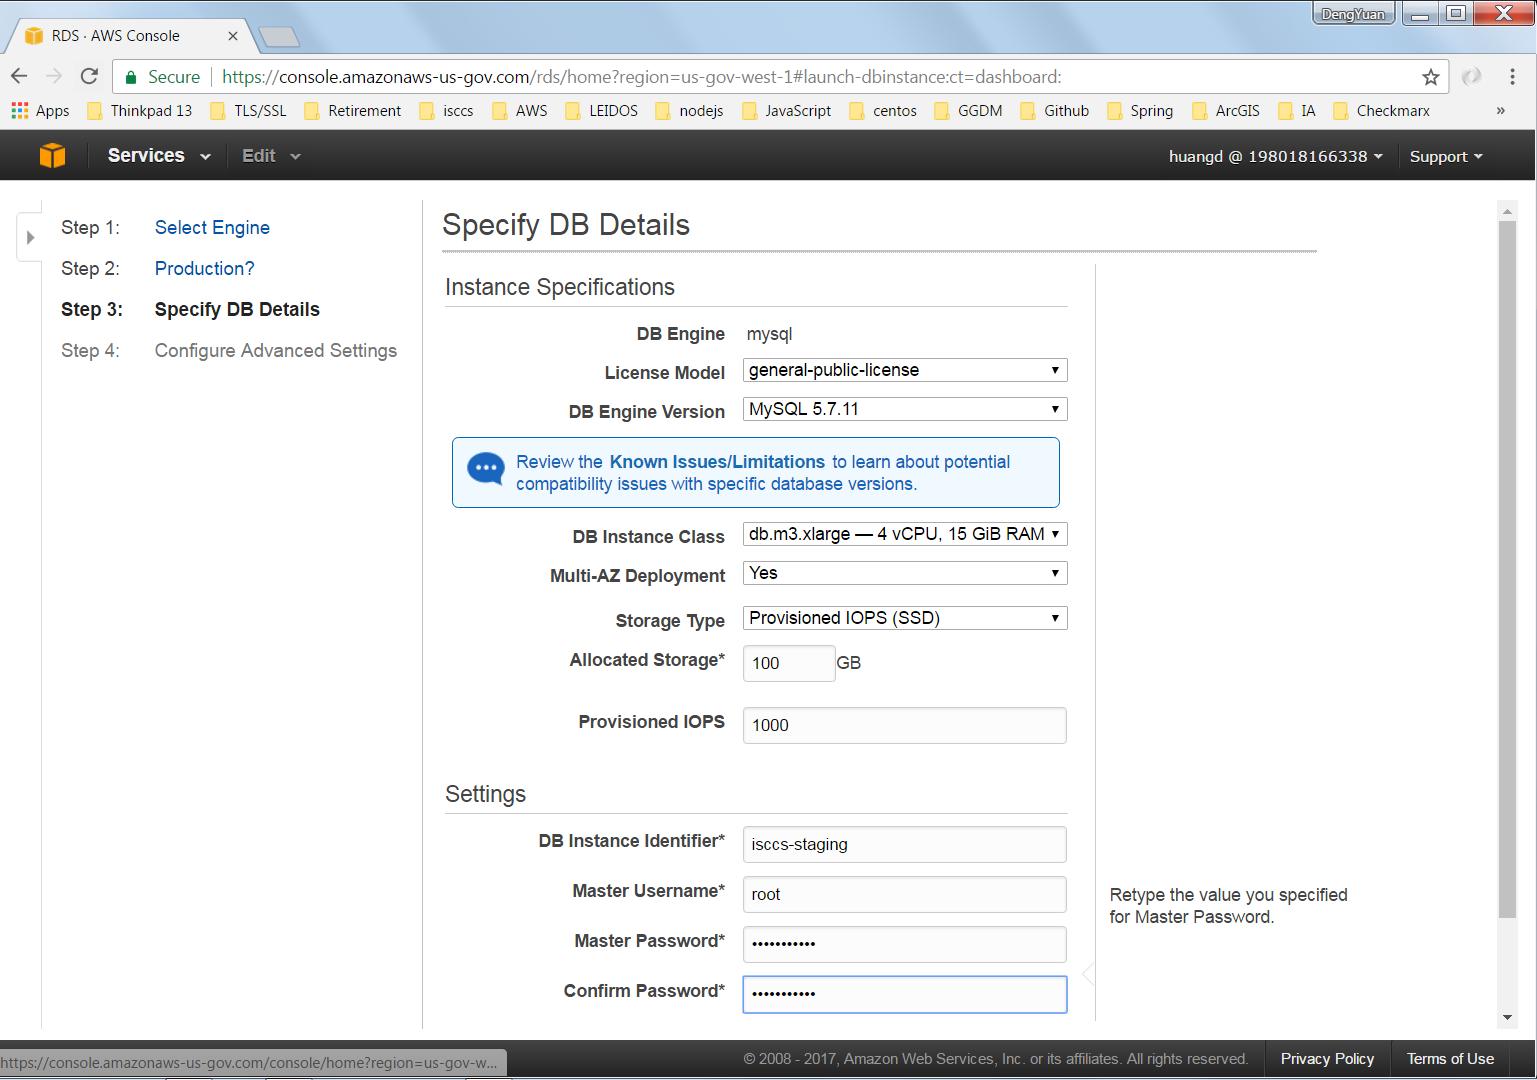 DengYuan
RDS · AWS Console
Secure https://console.amazonaws-us-gov.com/rds/home?region=us-gov-west-1#launch-dbinstance:ct=dashboard:
Apps Thinkpad 13 TLS/SSL Retirement isccs AWS LEIDOS nodejs JavaScript centos GGDM Github Spring ArcGIS IA Checkmarx »
Services Edit huangd @ 198018166338 Support
Step 1: Select Engine
Step 2: Production?
Step 3: Specify DB Details
Step 4: Configure Advanced Settings
Specify DB Details
Instance Specifications
DB Engine mysql
License Model general-public-license
DB Engine Version MySQL 5.7.11
Review the Known Issues/Limitations to learn about potential
compatibility issues with specific database versions.
DB Instance Class db.m3.xlarge — 4 vCPU, 15 GiB RAM
Multi-AZ Deployment Yes
Storage Type Provisioned IOPS (SSD)
Allocated Storage* 100 GB
Provisioned IOPS 1000
Settings
DB Instance Identifier* isccs-staging
Master Username* root
Master Password* •••••••••••
Confirm Password* •••••••••••
Retype the value you specified
for Master Password.
https://console.amazonaws-us-gov.com/console/home?region=us-gov-w...
© 2008 - 2017, Amazon Web Services, Inc. or its affiliates. All rights reserved. Privacy Policy Terms of Use